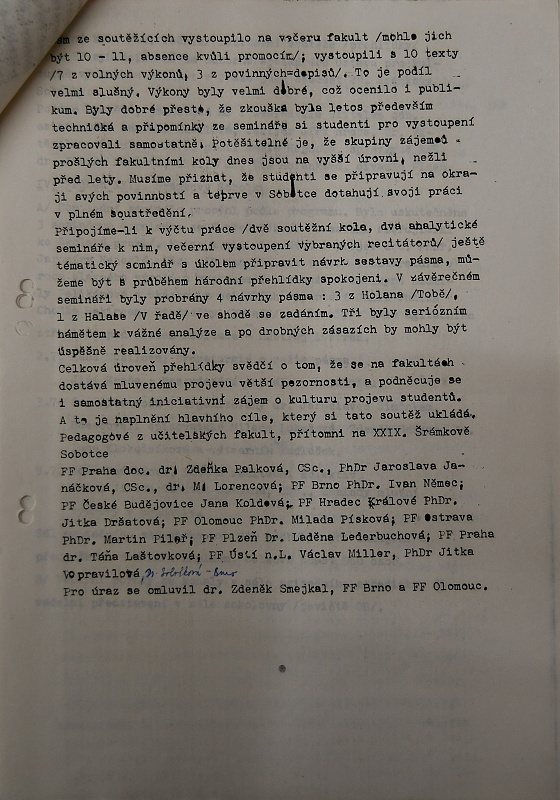 ze soutěžících vystoupilo na večeru fakult /mohlo jich
být 10 - 11, absence kvůli promocím/; vystoupili s 10 texty
/7 z volných výkonů, 3 z povinných=dopisů/. To je podíl
velmi slušný. Výkony byly velmi dobré, což ocenilo i publi-
kum. Byly dobré přesto, že zkouška byla letos především
technická a připomínky ze semináře si studenti pro vystoupení
zpracovali samostatně. Potěšitelné je, že skupiny zájemců -
prošlých fakultními koly dnes jsou na vyšší úrovni, nežli
před lety. Musíme přiznat, že studenti se připravují na okra-
ji svých povinností a teprve v Sobotce dotahují svoji práci
v plném soustředění.
Připojíme-li k výčtu práce /dvě soutěžní kola, dva analytické
semináře k nim, večerní vystoupení vybraných recitátorů/ ještě
tématický seminář s úkolem připravit návrk sestavy pásma, mů-
žeme být s průběhem národní přehlídky spokojeni. V závěrečném
semináři byly probrány 4 návrhy pásma : 3 z Holana /Tobě/,
1 z Halase /V řadě/ ve shodě se zadáním. Tři byly seriózním
námětem k vážné analýze a po drobných zásazích by mohly být
úspěšně realizovány.
Celková úroveň přehlídky svědčí o tom, že se na fakultách
dostává mluvenému projevu větší pozornosti, a podněcuje se
i samostatný iniciativní zájem o kulturu projevu studentů.
A to je naplnění hlavního cíle, který si tato soutěž ukládá.
Pedagogové z učitelských fakult, přítomni na XXIX. Šrámkově
Sobotce
FF Praha doc. dr. Zdeňka Palková, CSc., PhDr Jaroslava Ja-
náčková, CSc., dr. M. Lorencová; PF Brno PhDr. Ivan Němec;
PF České Budějovice Jana Koldová; PF Hradec Králové PhDr.
Jitka Dršatová; PF Olomouc PhDr. Milada Písková; PF Ostrava
PhDr. Martin Pilař; PF Plzeň Dr. Laděna Lederbuchová; PF Praha
dr. Táňa Laštovková; PF Ústí n.L. Václav Miller, PhDr Jitka
Vopravilová,
Pro úraz se omluvil dr. Zdeněk Smejkal, FF Brno a FF Olomouc.